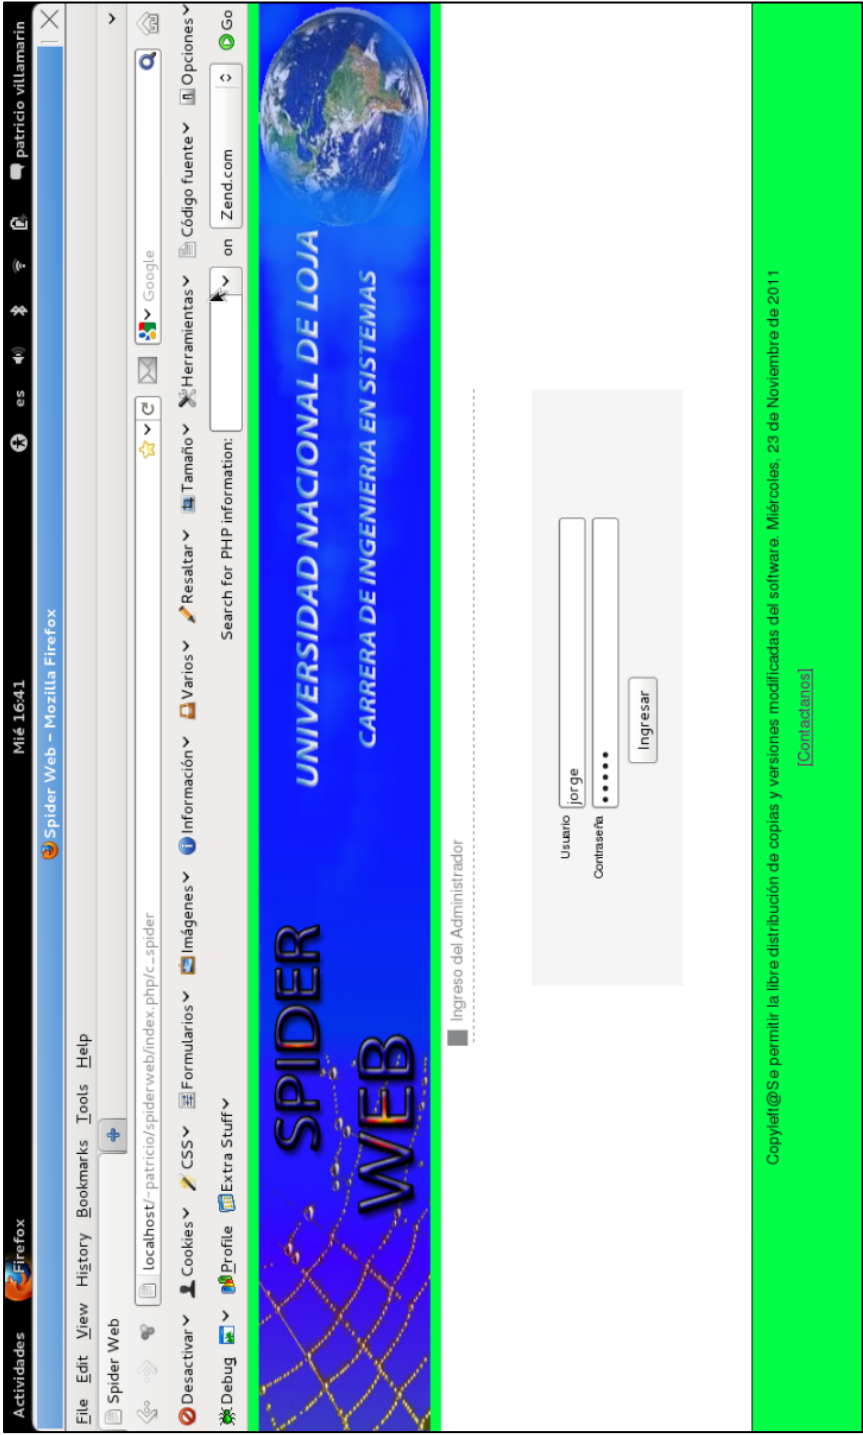 Actividades Firefox Mié 16:41 es patricio villamarin
Spider Web – Mozilla Firefox
File Edit View History Bookmarks Tools Help
Spider Web
localhost/~patricio/spiderweb/index.php/c_spider Google
Desactivar Cookies CSS Formularios Imágenes Información Varios Resaltar Tamaño Herramientas Código fuente Opciones
Debug Profile Extra Stuff Search for PHP information: on Zend.com Go
SPIDER
WEB
UNIVERSIDAD NACIONAL DE LOJA
CARRERA DE INGENIERIA EN SISTEMAS
Ingreso del Administrador
Usuario jorge
Contraseña •••••
Ingresar
Copyleft@Se permitir la libre distribución de copias y versiones modificadas del software. Miércoles, 23 de Noviembre de 2011
[Contactanos]